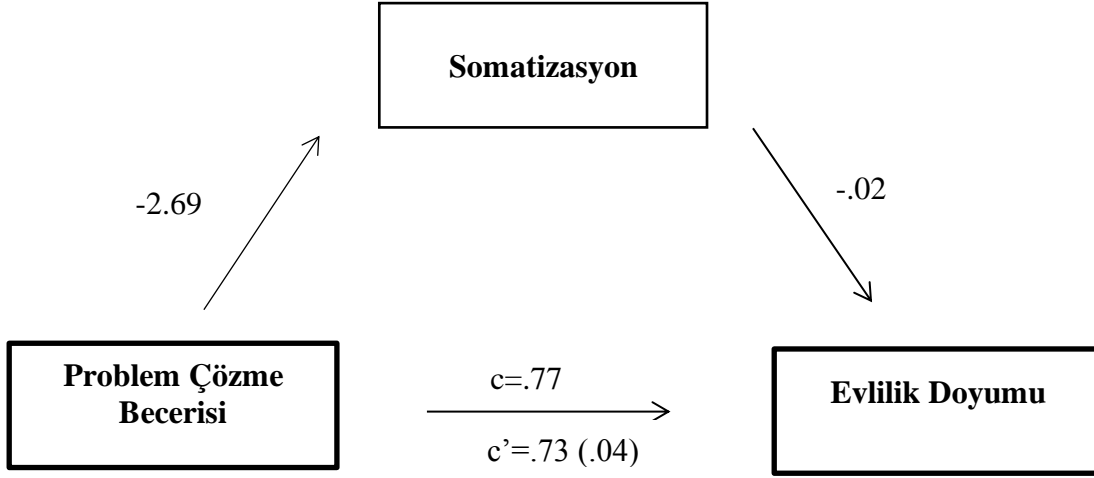 Somatizasyon
-2.69
-.02
Problem Çözme
Becerisi
c=.77
c’=.73 (.04)
Evlilik Doyumu